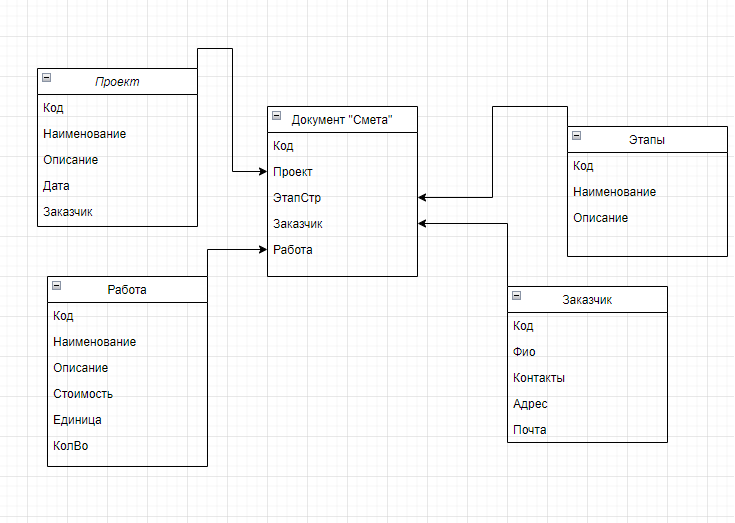 Проект
Код
Наименование
Описание
Дата
Заказчик
Документ "Смета"
Код
Проект
ЭтапСтр
Заказчик
Работа
Этапы
Код
Наименование
Описание
Работа
Код
Наименование
Описание
Стоимость
Единица
КолВо
Заказчик
Код
Фио
Контакты
Адрес
Почта